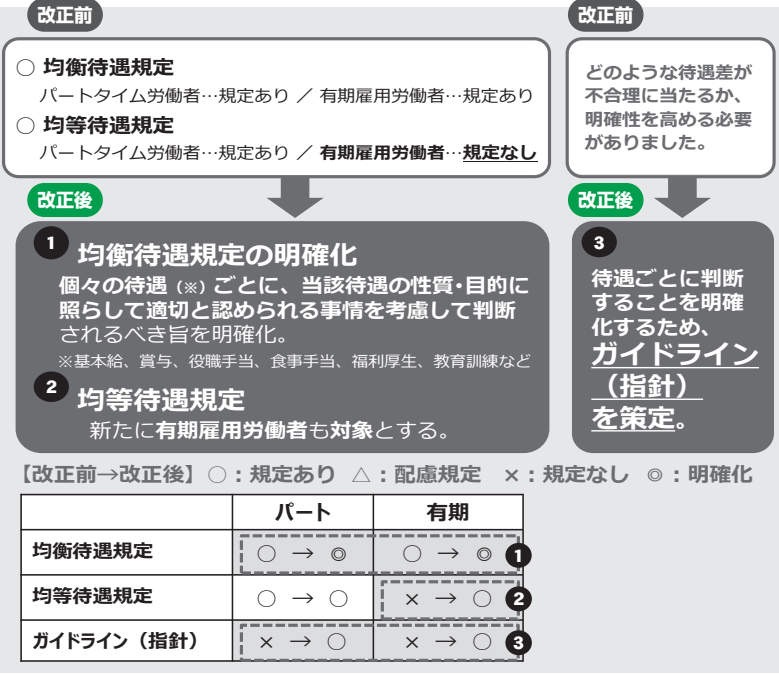 改正前
○ 均衡待遇規定
パートタイム労働者…規定あり ／ 有期雇用労働者…規定あり
○ 均等待遇規定
パートタイム労働者…規定あり ／ 有期雇用労働者…規定なし
改正後
1 均衡待遇規定の明確化
個々の待遇（※）ごとに、当該待遇の性質・目的に
照らして適切と認められる事情を考慮して判断
されるべき旨を明確化。
※基本給、賞与、役職手当、食事手当、福利厚生、教育訓練など
2 均等待遇規定
新たに有期雇用労働者も対象とする。
改正前
どのような待遇差が
不合理に当たるか、
明確性を高める必要
がありました。
改正後
3
待遇ごとに判断
することを明確
化するため、
ガイドライン
（指針）
を策定。
【改正前→改正後】○：規定あり △：配慮規定 ×：規定なし ◎：明確化
パート 有期
均衡待遇規定 ○ → ◎ ○ → ◎ 1
均等待遇規定 ○ → ○ × → ○ 2
ガイドライン（指針） × → ○ × → ○ 3